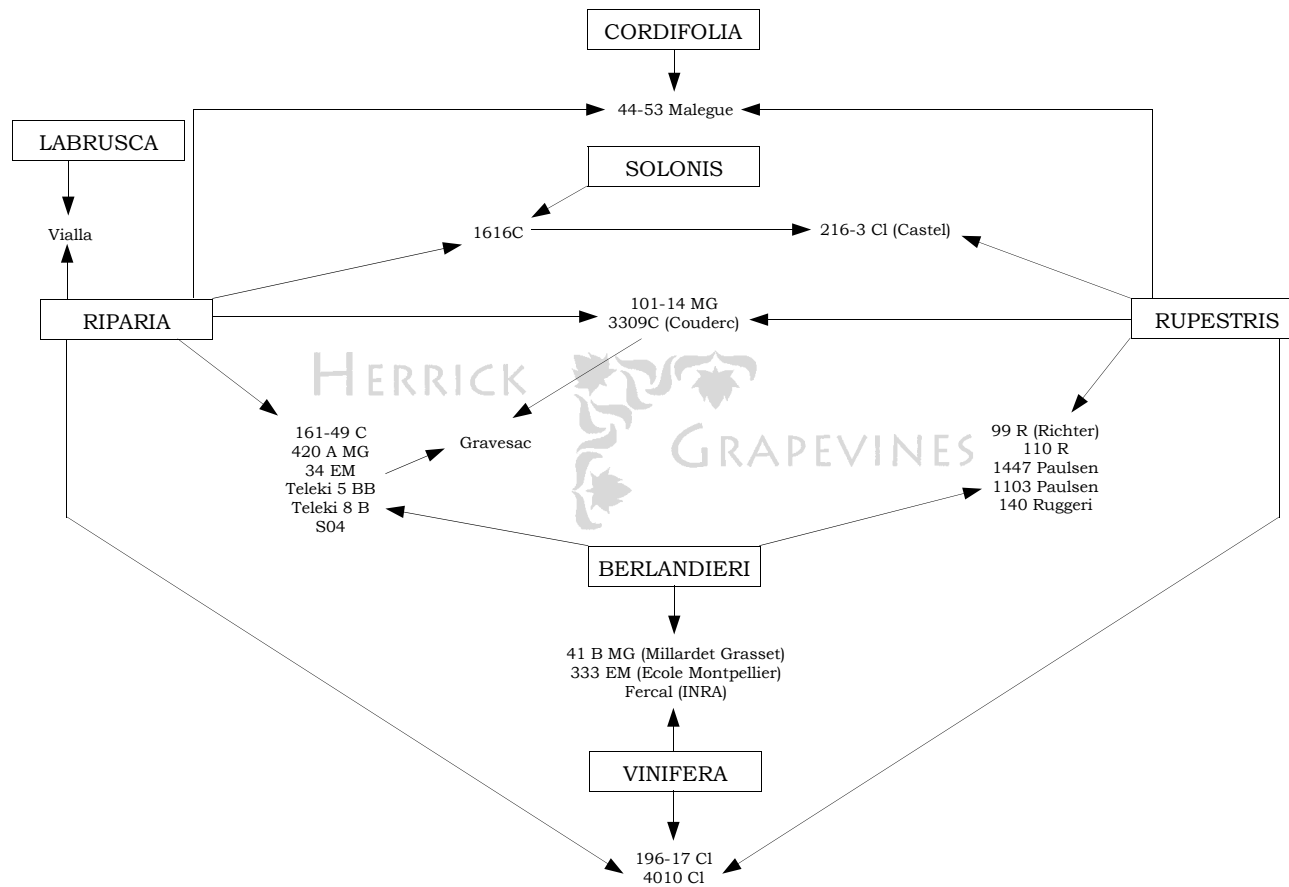 CORDIFOLIA
44-53 Malegue
LABRUSCA
SOLONIS
Vialla
1616C
216-3 Cl (Castel)
RIPARIA
101-14 MG
3309C (Couderc)
RUPESTRIS
HERRICK
GRAPEVINES
161-49 C
420 A MG
34 EM
Teleki 5 BB
Teleki 8 B
S04
Gravesac
99 R (Richter)
110 R
1447 Paulsen
1103 Paulsen
140 Ruggeri
BERLANDIERI
41 B MG (Millardet Grasset)
333 EM (Ecole Montpellier)
Fercal (INRA)
VINIFERA
196-17 Cl
4010 Cl